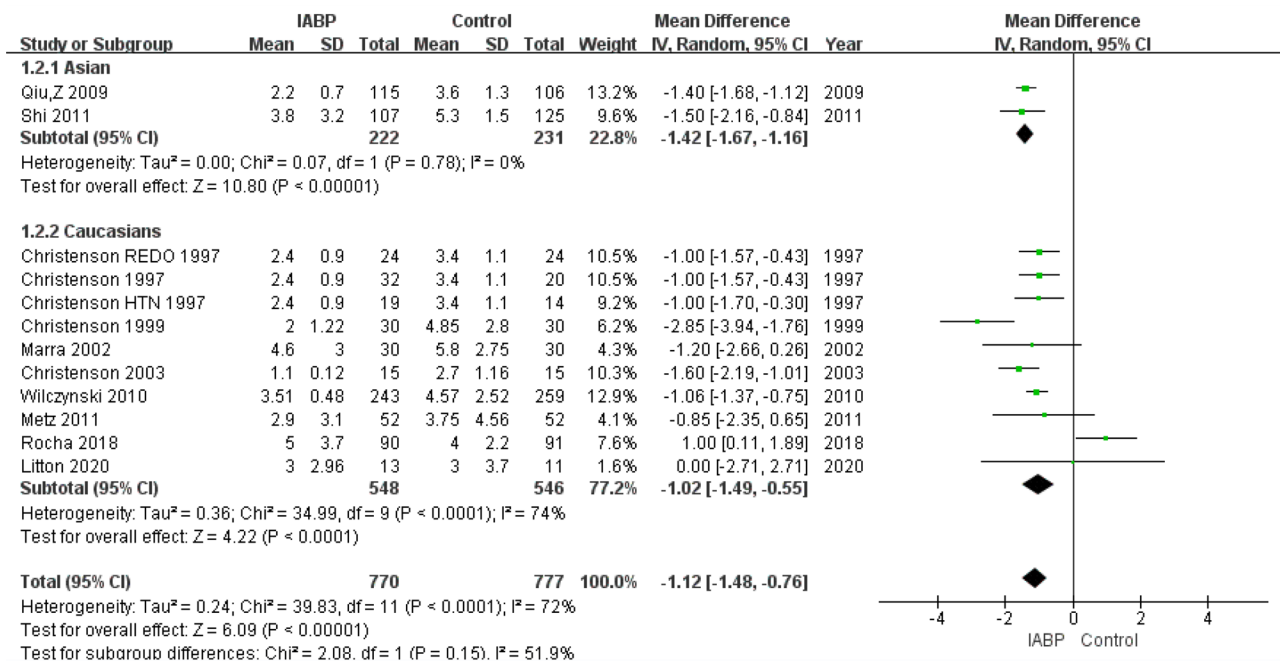 IABP Control Mean Difference Mean Difference
Study or Subgroup Mean SD Total Mean SD Total Weight IV, Random, 95% CI Year IV, Random, 95% CI
1.2.1 Asian
Qiu,Z 2009 2.2 0.7 115 3.6 1.3 106 13.2% -1.40 [-1.68, -1.12] 2009
Shi 2011 3.8 3.2 107 5.3 1.5 125 9.6% -1.50 [-2.16, -0.84] 2011
Subtotal (95% CI) 222 231 22.8% -1.42 [-1.67, -1.16]
Heterogeneity: Tau² = 0.00; Chi² = 0.07, df = 1 (P = 0.78); I² = 0%
Test for overall effect: Z = 10.80 (P < 0.00001)
1.2.2 Caucasians
Christenson REDO 1997 2.4 0.9 24 3.4 1.1 24 10.5% -1.00 [-1.57, -0.43] 1997
Christenson 1997 2.4 0.9 32 3.4 1.1 20 10.5% -1.00 [-1.57, -0.43] 1997
Christenson HTN 1997 2.4 0.9 19 3.4 1.1 14 9.2% -1.00 [-1.70, -0.30] 1997
Christenson 1999 2 1.22 30 4.85 2.8 30 6.2% -2.85 [-3.94, -1.76] 1999
Marra 2002 4.6 3 30 5.8 2.75 30 4.3% -1.20 [-2.66, 0.26] 2002
Christenson 2003 1.1 0.12 15 2.7 1.16 15 10.3% -1.60 [-2.19, -1.01] 2003
Wilczynski 2010 3.51 0.48 243 4.57 2.52 259 12.9% -1.06 [-1.37, -0.75] 2010
Metz 2011 2.9 3.1 52 3.75 4.56 52 4.1% -0.85 [-2.35, 0.65] 2011
Rocha 2018 5 3.7 90 4 2.2 91 7.6% 1.00 [0.11, 1.89] 2018
Litton 2020 3 2.96 13 3 3.7 11 1.6% 0.00 [-2.71, 2.71] 2020
Subtotal (95% CI) 548 546 77.2% -1.02 [-1.49, -0.55]
Heterogeneity: Tau² = 0.36; Chi² = 34.99, df = 9 (P < 0.0001); I² = 74%
Test for overall effect: Z = 4.22 (P < 0.0001)
Total (95% CI) 770 777 100.0% -1.12 [-1.48, -0.76]
Heterogeneity: Tau² = 0.24; Chi² = 39.83, df = 11 (P < 0.0001); I² = 72%
Test for overall effect: Z = 6.09 (P < 0.00001)
Test for subgroup differences: Chi² = 2.08, df = 1 (P = 0.15), I² = 51.9%
-4 -2 0 2 4
IABP Control